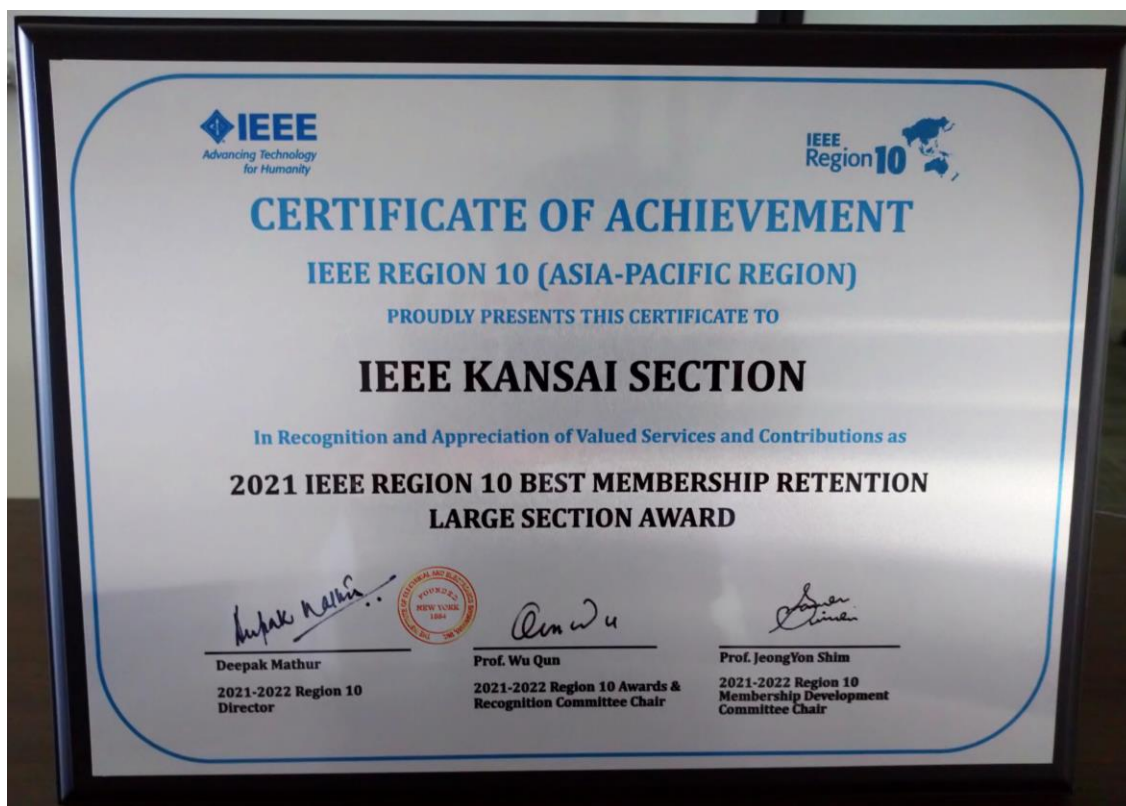 IEEE
Advancing Technology
for Humanity
IEEE
Region 10
CERTIFICATE OF ACHIEVEMENT
IEEE REGION 10 (ASIA-PACIFIC REGION)
PROUDLY PRESENTS THIS CERTIFICATE TO
IEEE KANSAI SECTION
In Recognition and Appreciation of Valued Services and Contributions as
2021 IEEE REGION 10 BEST MEMBERSHIP RETENTION
LARGE SECTION AWARD
Deepak Mathur
FOUNDED
NEW YORK
1884
Deepak Mathur
2021-2022 Region 10
Director
Qun Wu
Prof. Wu Qun
2021-2022 Region 10 Awards &
Recognition Committee Chair
Prof. JeongYon Shim
2021-2022 Region 10
Membership Development
Committee Chair